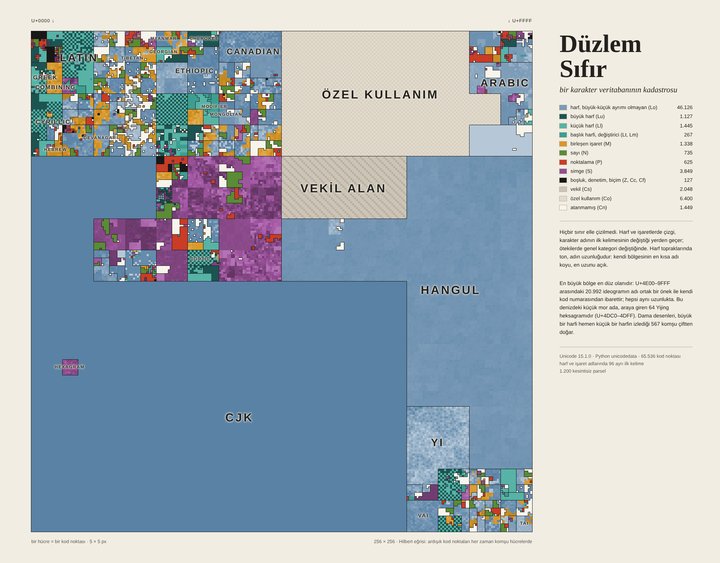 U+0000 ↓
↓ U+FFFF
LATIN
GREEK
COMBINING
CYRILLIC
HEBREW
MYANMAR
GEORGIAN
TIBETAN
CANADIAN
ETHIOPIC
MONGOLIAN
ÖZEL KULLANIM
ARABIC
VEKİL ALAN
HANGUL
HEXAGRAM
CJK
YI
VAI
bir hücre = bir kod noktası · 5 × 5 px
256 × 256 · Hilbert eğrisi: ardışık kod noktaları her zaman komşu hücrelerde
Düzlem
Sıfır
bir karakter veritabanının kadastrosu
harf, büyük-küçük ayrımı olmayan (Lo) 46.126
büyük harf (Lu) 1.127
küçük harf (Ll) 1.445
başlık harfi, değiştirici (Lt, Lm) 267
birleşen işaret (M) 1.338
sayı (N) 735
noktalama (P) 625
simge (S) 3.849
boşluk, denetim, biçim (Z, Cc, Cf) 127
vekil (Cs) 2.048
özel kullanım (Co) 6.400
atanmamış (Cn) 1.449
Hiçbir sınır elle çizilmedi. Harf ve işaretlerde çizgi,
karakter adının ilk kelimesinin değiştiği yerden geçer;
ötekilerde genel kategori değiştiğinde. Harf topraklarında
ton, adın uzunluğudur; kendi bölgesinin en kısa adı
koyu, en uzunu açık.
En büyük bölge en düz olanıdır: U+4E00–9FFF
arasındaki 20.992 ideogramın adı ortak bir önek ile kendi
kod numarasından ibarettir; hepsi aynı uzunlukta. Bu
denizdeki küçük mor ada, araya giren 64 Yijing
heksagramıdır (U+4DC0–4DFF). Dama desenleri, büyük
bir harfi hemen küçük bir harfin izlediği 567 komşu çiftten
doğar.
Unicode 15.1.0 · Python unicodedata · 65.536 kod noktası
harf ve işaret adlarında 96 ayrı ilk kelime
1.200 kesintisiz parsel